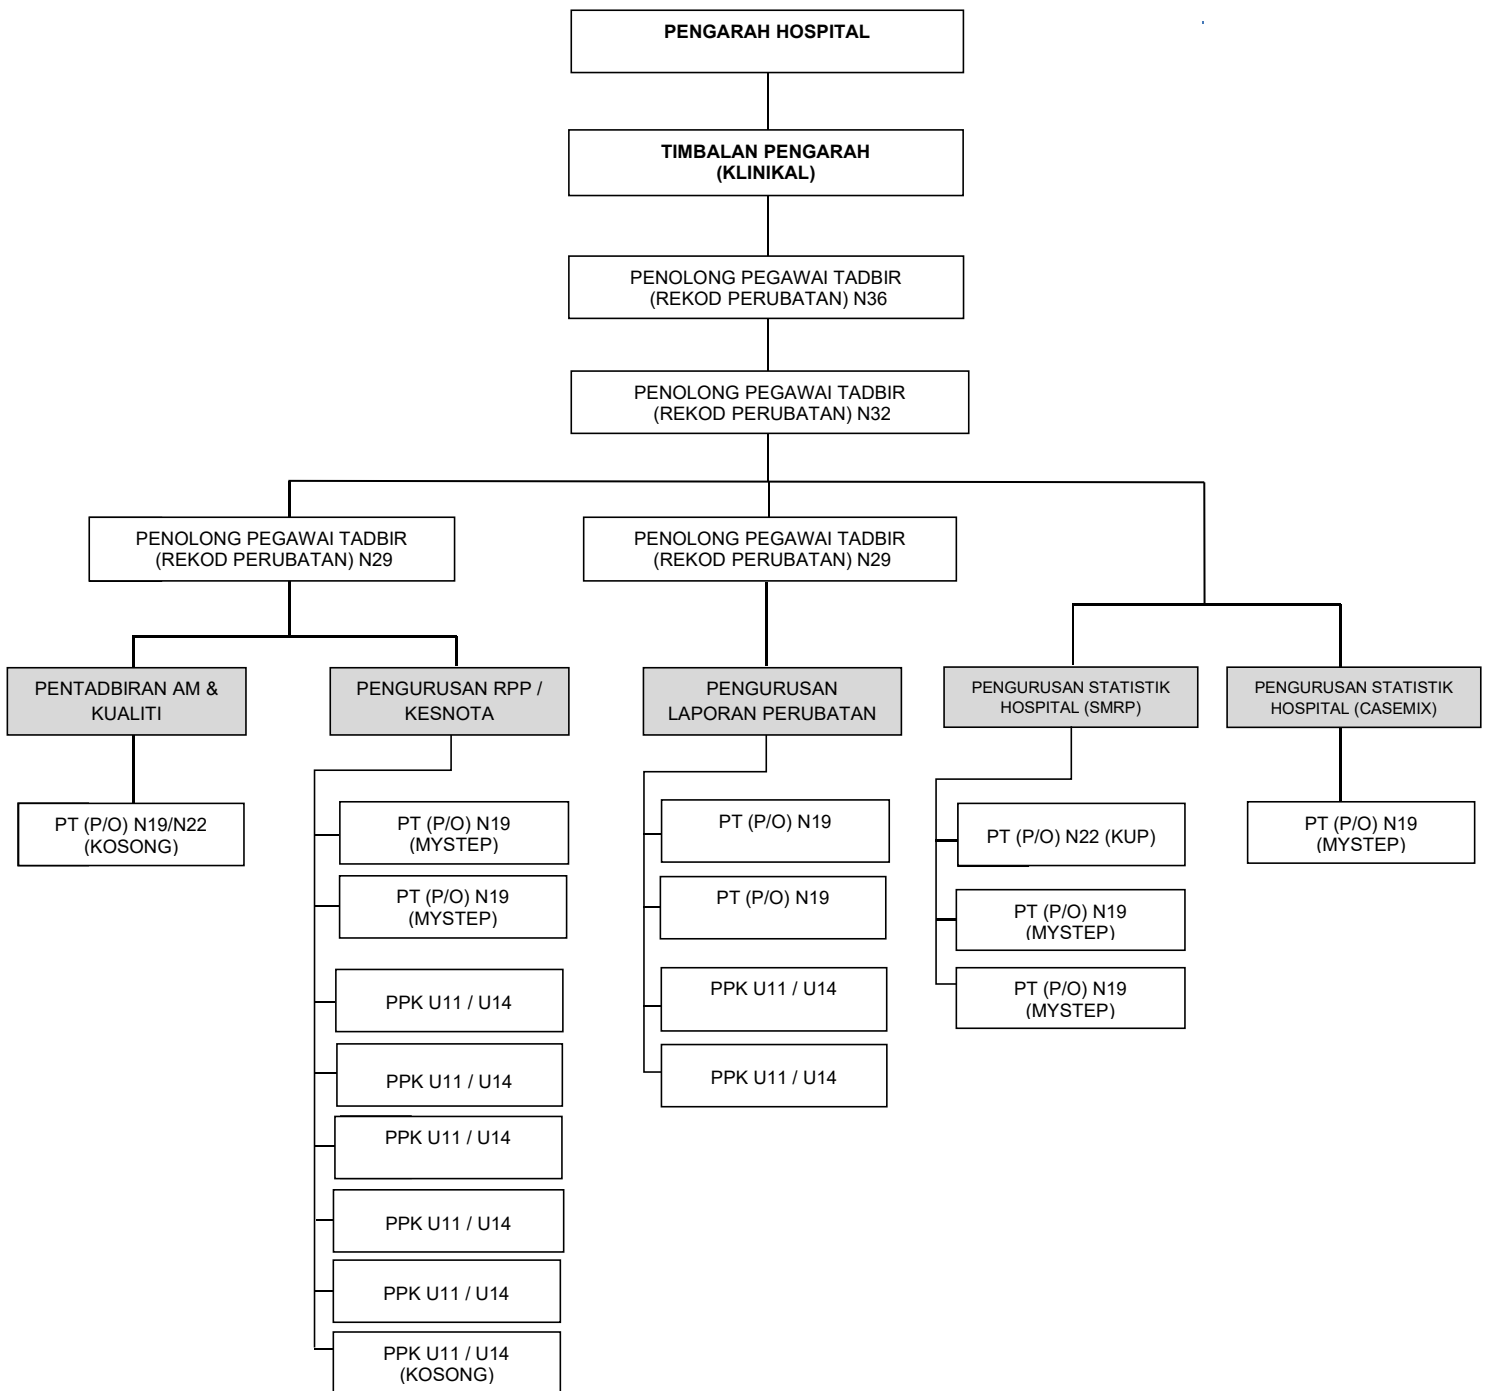 PENGARAH HOSPITAL
TIMBALAN PENGARAH
(KLINIKAL)
PENOLONG PEGAWAI TADBIR
(REKOD PERUBATAN) N36
PENOLONG PEGAWAI TADBIR
(REKOD PERUBATAN) N32
PENOLONG PEGAWAI TADBIR
(REKOD PERUBATAN) N29
PENOLONG PEGAWAI TADBIR
(REKOD PERUBATAN) N29
PENTADBIRAN AM &
KUALITI
PENGURUSAN RPP /
KESNOTA
PENGURUSAN
LAPORAN PERUBATAN
PENGURUSAN STATISTIK
HOSPITAL (SMRP)
PENGURUSAN STATISTIK
HOSPITAL (CASEMIX)
PT (P/O) N19/N22
(KOSONG)
PT (P/O) N19
(MYSTEP)
PT (P/O) N19
(MYSTEP)
PPK U11 / U14
PPK U11 / U14
PPK U11 / U14
PPK U11 / U14
PPK U11 / U14
PPK U11 / U14
(KOSONG)
PT (P/O) N19
PT (P/O) N19
PPK U11 / U14
PPK U11 / U14
PT (P/O) N22 (KUP)
PT (P/O) N19
(MYSTEP)
PT (P/O) N19
(MYSTEP)
PT (P/O) N19
(MYSTEP)